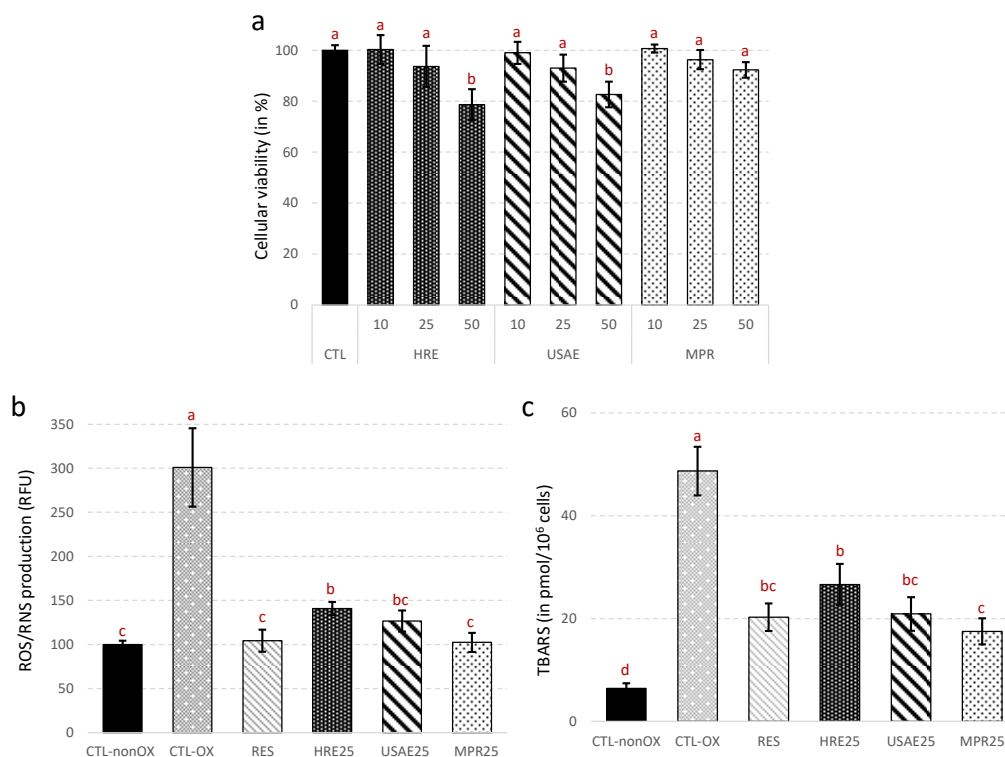 a
Cellular viability (in %)
100
80
60
40
20
0
a a a b a a b a a a
10 25 50 10 25 50 10 25 50
CTL HRE USAE MPR
b
ROS/RNS production (RFU)
350
300
250
200
150
100
50
0
c a c b bc c
CTL-nonOX CTL-OX RES HRE25 USAE25 MPR25
c
TBARS (in pmol/10⁶ cells)
60
40
20
0
d a bc b bc c
CTL-nonOX CTL-OX RES HRE25 USAE25 MPR25